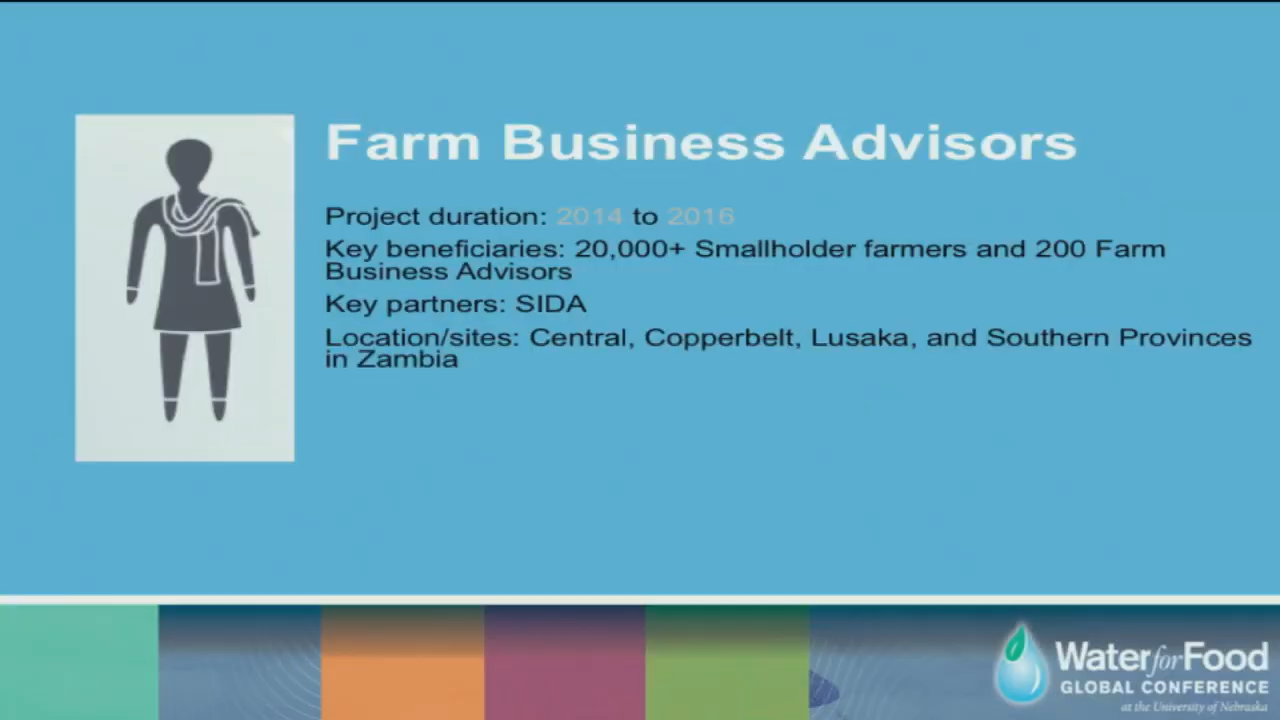 Farm Business Advisors
Project duration: 2014 to 2016
Key beneficiaries: 20,000+ Smallholder farmers and 200 Farm
Business Advisors
Key partners: SIDA
Location/sites: Central, Copperbelt, Lusaka, and Southern Provinces
in Zambia
Water for Food
GLOBAL CONFERENCE
at the University of Nebraska